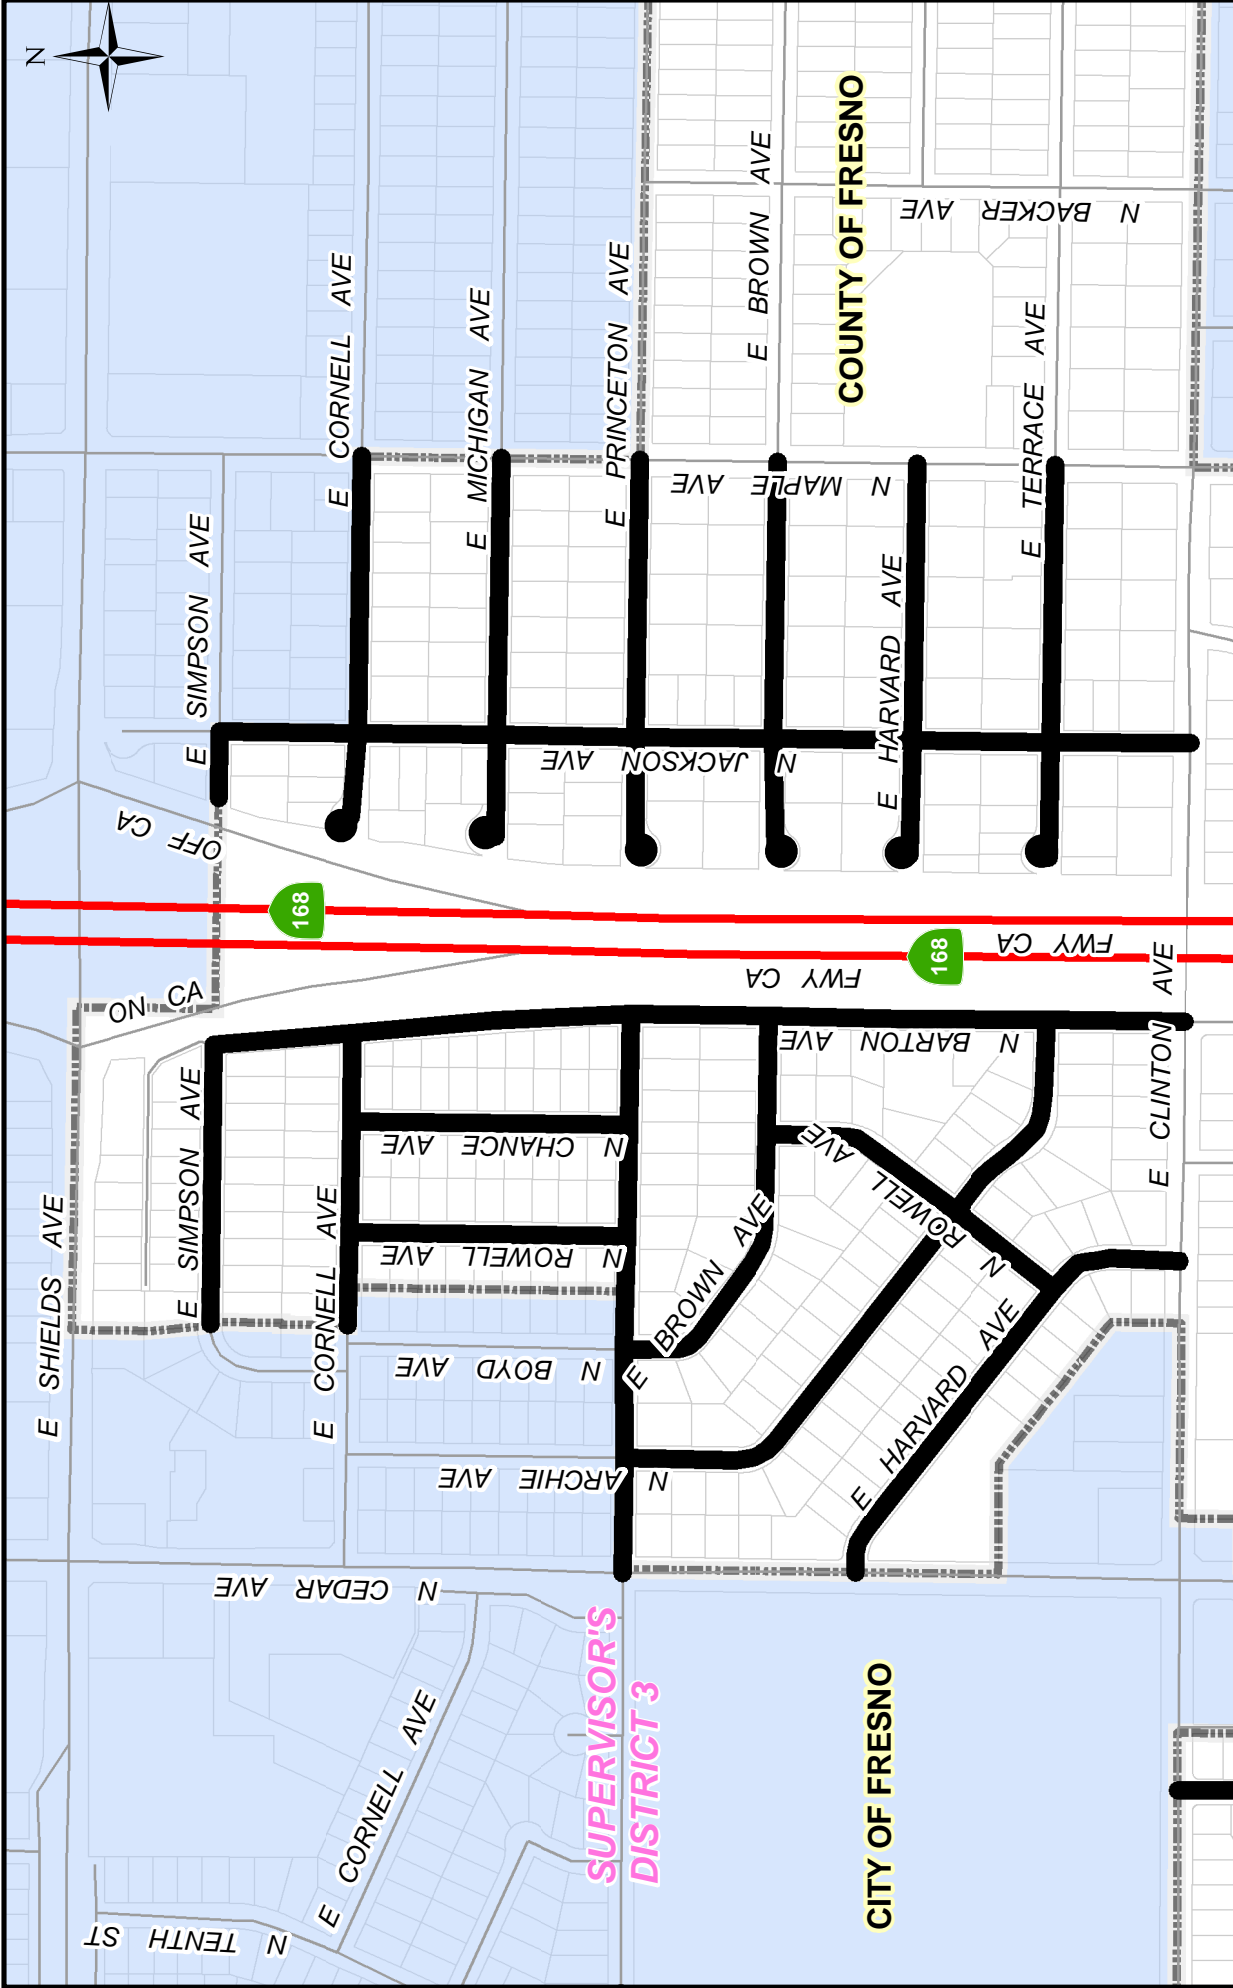 N
E SHIELDS AVE
E SIMPSON AVE
E SIMPSON AVE
E CORNELL AVE
E CORNELL AVE
E CORNELL AVE
E MICHIGAN AVE
E PRINCETON AVE
E BROWN AVE
E BROWN AVE
E HARVARD AVE
E HARVARD AVE
E TERRACE AVE
E CLINTON AVE
N TENTH ST
N CEDAR AVE
N ARCHIE AVE
N BOYD AVE
N ROWELL AVE
N ROWELL AVE
N CHANCE AVE
N BARTON AVE
ON CA
OFF CA
FWY CA
FWY CA
168
168
N JACKSON AVE
N MAPLE AVE
N BACKER AVE
SUPERVISOR'S
DISTRICT 3
CITY OF FRESNO
COUNTY OF FRESNO